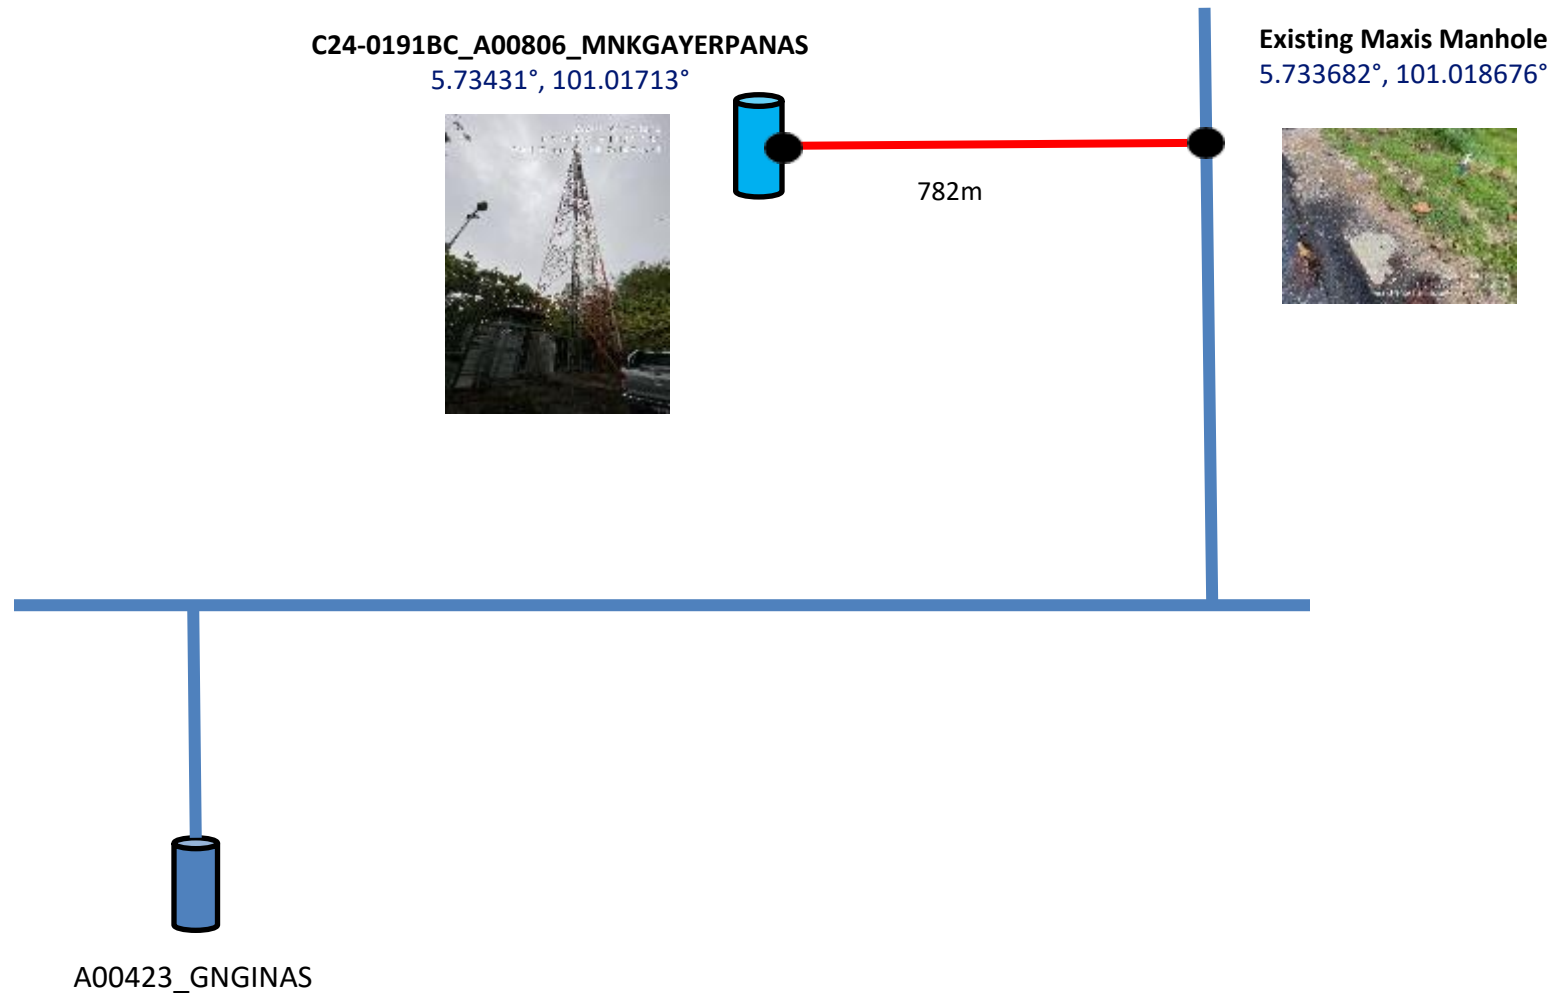 C24-0191BC_A00806_MNKGAYERPANAS
5.73431°, 101.01713°
Existing Maxis Manhole
5.733682°, 101.018676°
782m
A00423_GNGINAS